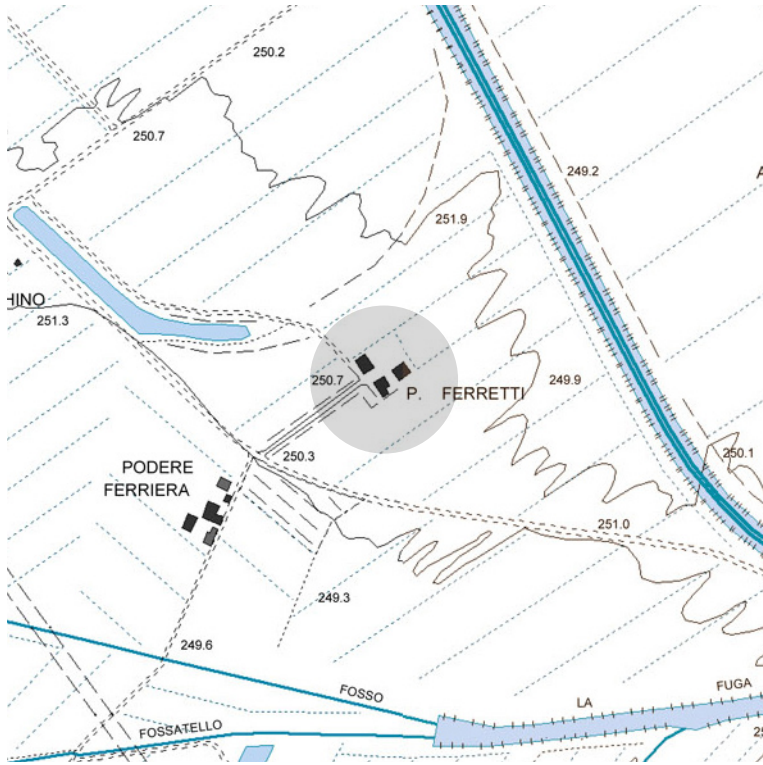 250.2
250.7
249.2
A
251.9
HINO
251.3
250.7
249.9
P. FERRETTI
250.3
250.1
PODERE
FERRIERA
251.0
249.3
249.6
FOSSO
LA
FUGA
FOSSATELLO